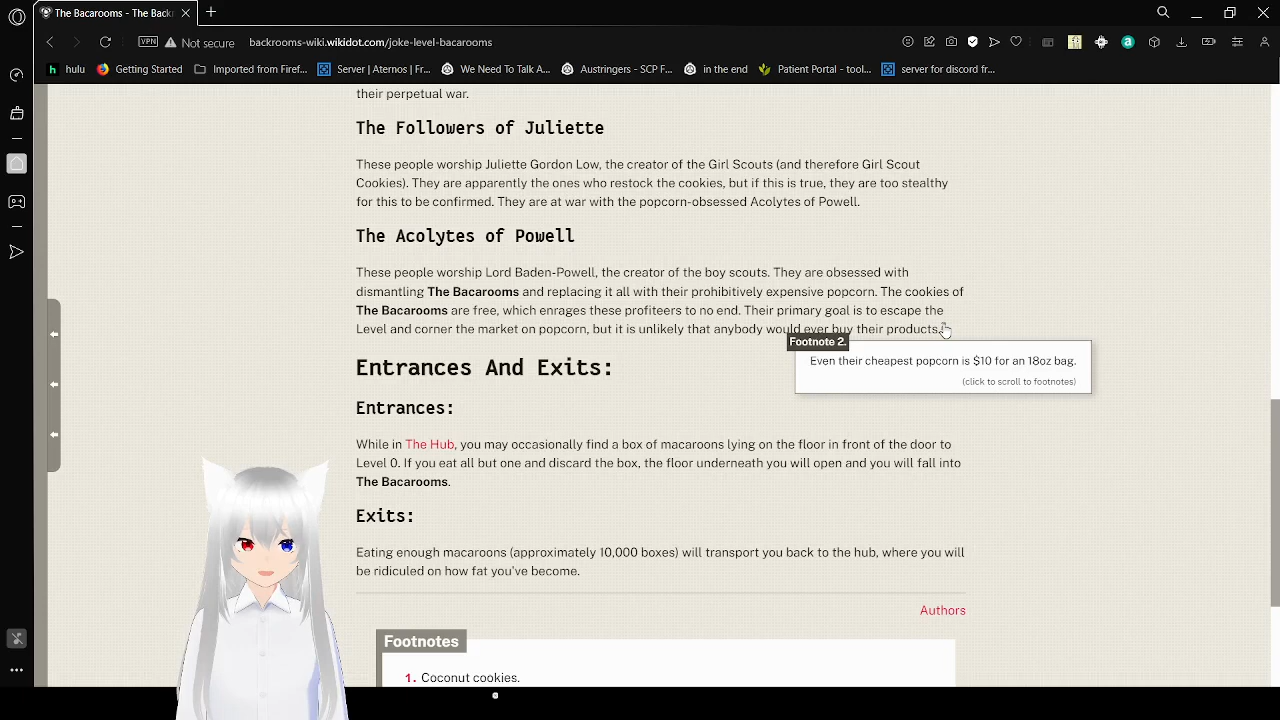 The Bacarooms - The Backr
Not secure
backrooms-wiki.wikidot.com/joke-level-bacarooms
VPN
h hulu
Getting Started
Imported from Firef...
Server | Aternos | Fr...
We Need To Talk A...
Austringers - SCP F...
in the end
Patient Portal - tool...
server for discord fr...
their perpetual war.
The Followers of Juliette
These people worship Juliette Gordon Low, the creator of the Girl Scouts (and therefore Girl Scout
Cookies). They are apparently the ones who restock the cookies, but if this is true, they are too stealthy
for this to be confirmed. They are at war with the popcorn-obsessed Acolytes of Powell.
The Acolytes of Powell
These people worship Lord Baden-Powell, the creator of the boy scouts. They are obsessed with
dismantling The Bacarooms and replacing it all with their prohibitively expensive popcorn. The cookies of
The Bacarooms are free, which enrages these profiteers to no end. Their primary goal is to escape the
Level and corner the market on popcorn, but it is unlikely that anybody would ever buy their products.
Footnote 2.
Even their cheapest popcorn is $10 for an 18oz bag.
(click to scroll to footnotes)
Entrances And Exits:
Entrances:
While in The Hub, you may occasionally find a box of macaroons lying on the floor in front of the door to
Level 0. If you eat all but one and discard the box, the floor underneath you will open and you will fall into
The Bacarooms.
Exits:
Eating enough macaroons (approximately 10,000 boxes) will transport you back to the hub, where you will
be ridiculed on how fat you've become.
Authors
Footnotes
1. Coconut cookies.